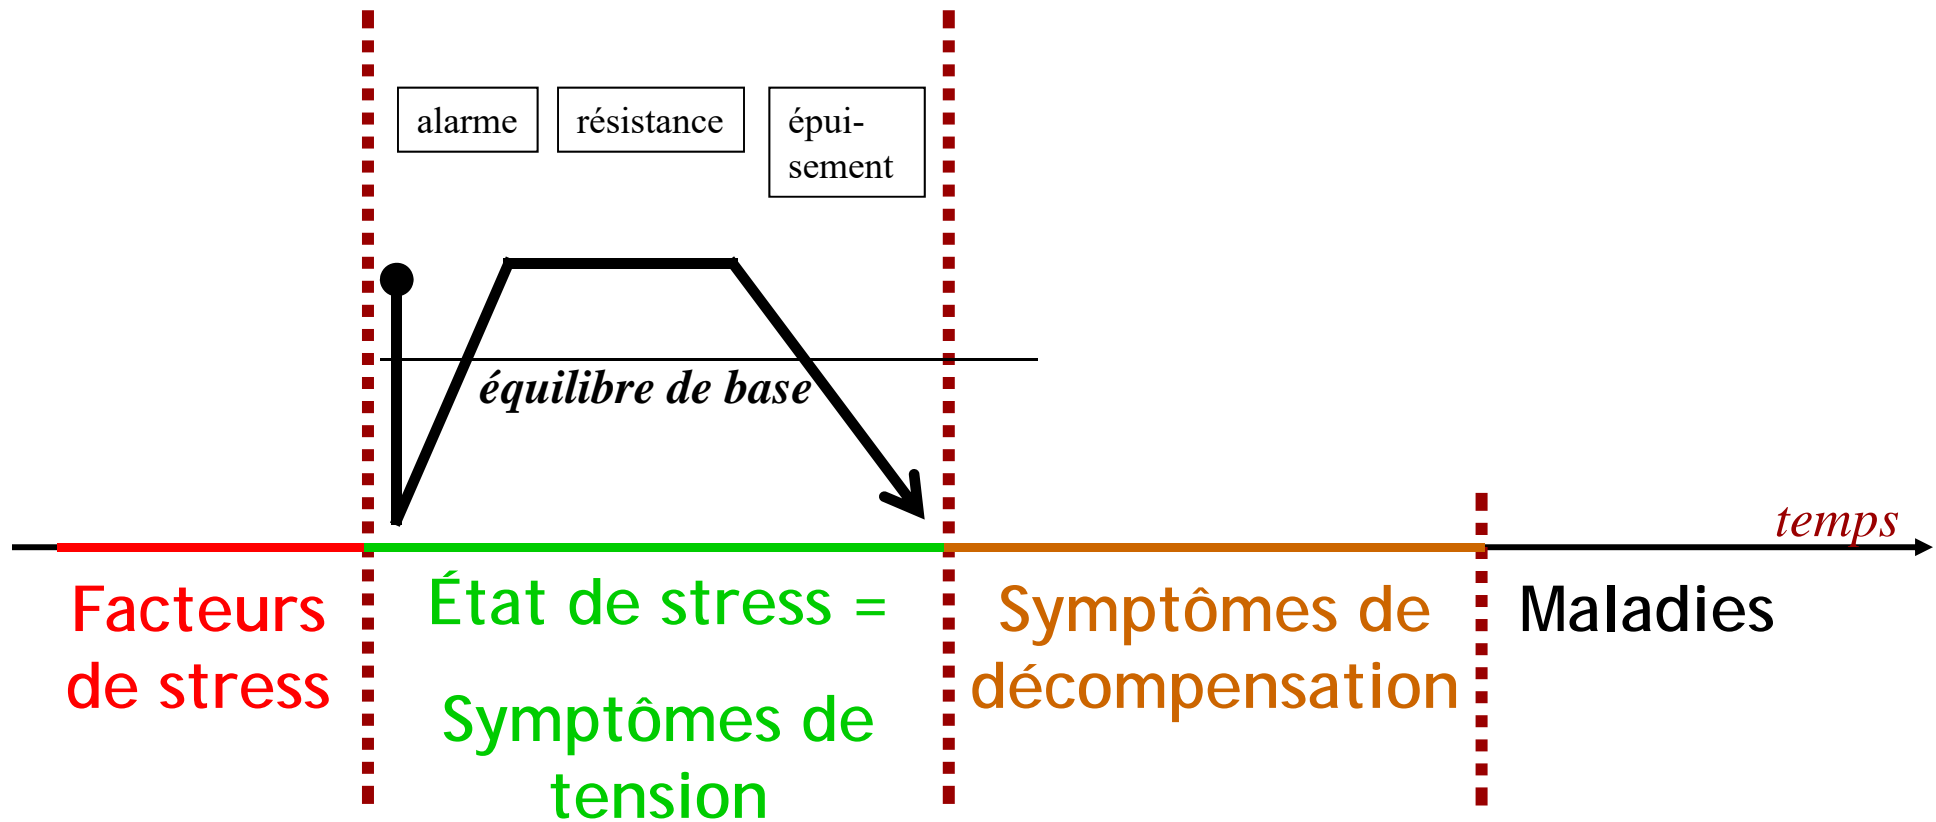 alarme
résistance
épui-
sement
équilibre de base
temps
Facteurs
de stress
État de stress =
Symptômes de
tension
Symptômes de
décompensation
Maladies